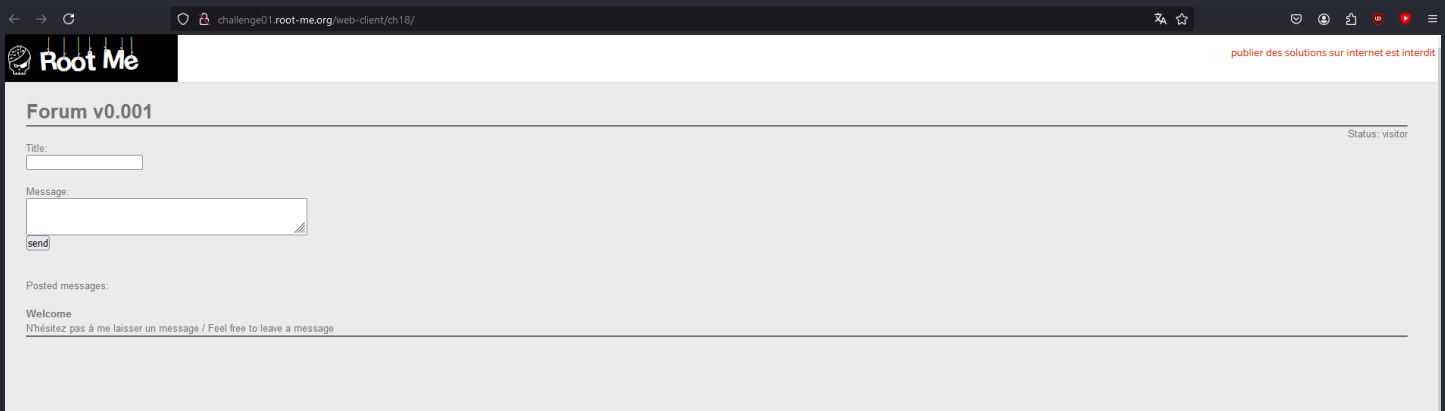 challenge01.root-me.org/web-client/ch18/
Root Me
publier des solutions sur internet est interdit
Forum v0.001
Status: visitor
Title:
Message:
send
Posted messages:
Welcome
N'hésitez pas à me laisser un message / Feel free to leave a message